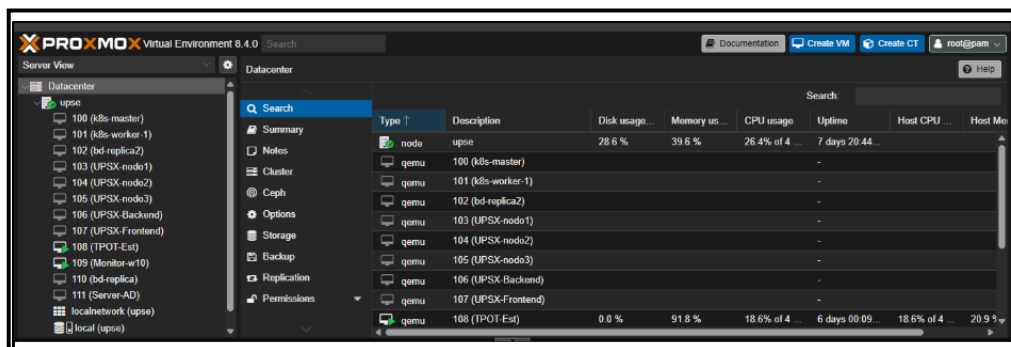 PROXMOX Virtual Environment 8.4.0 Search Documentation Create VM Create CT root@pam
Server View
Datacenter
upse
100 (k8s-master)
101 (k8s-worker-1)
102 (bd-replica2)
103 (UPSX-nodo1)
104 (UPSX-nodo2)
105 (UPSX-nodo3)
106 (UPSX-Backend)
107 (UPSX-Frontend)
108 (TPOT-Est)
109 (Monitor-w10)
110 (bd-replica)
111 (Server-AD)
localnetwork (upse)
local (upse)
Datacenter Help
Search
Summary
Notes
Cluster
Ceph
Options
Storage
Backup
Replication
Permissions
Search:
Type ↑ Description Disk usage... Memory us... CPU usage Uptime Host CPU ... Host Mem
node upse 28.6 % 39.6 % 26.4% of 4 ... 7 days 20:44...
qemu 100 (k8s-master) -
qemu 101 (k8s-worker-1) -
qemu 102 (bd-replica2) -
qemu 103 (UPSX-nodo1) -
qemu 104 (UPSX-nodo2) -
qemu 105 (UPSX-nodo3) -
qemu 106 (UPSX-Backend) -
qemu 107 (UPSX-Frontend) -
qemu 108 (TPOT-Est) 0.0 % 91.8 % 18.6% of 4 ... 6 days 00:09... 18.6% of 4 ... 20.9 %